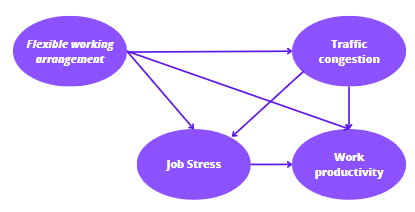 Flexible working
arrangement
Traffic
congestion
Job Stress
Work
productivity